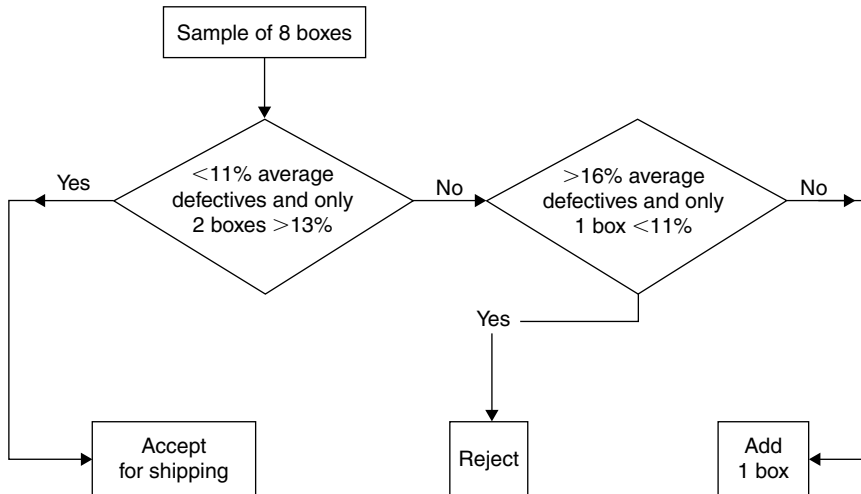 Sample of 8 boxes
<11% average
defectives and only
2 boxes >13%
Yes
No
>16% average
defectives and only
1 box <11%
No
Yes
Accept
for shipping
Reject
Add
1 box